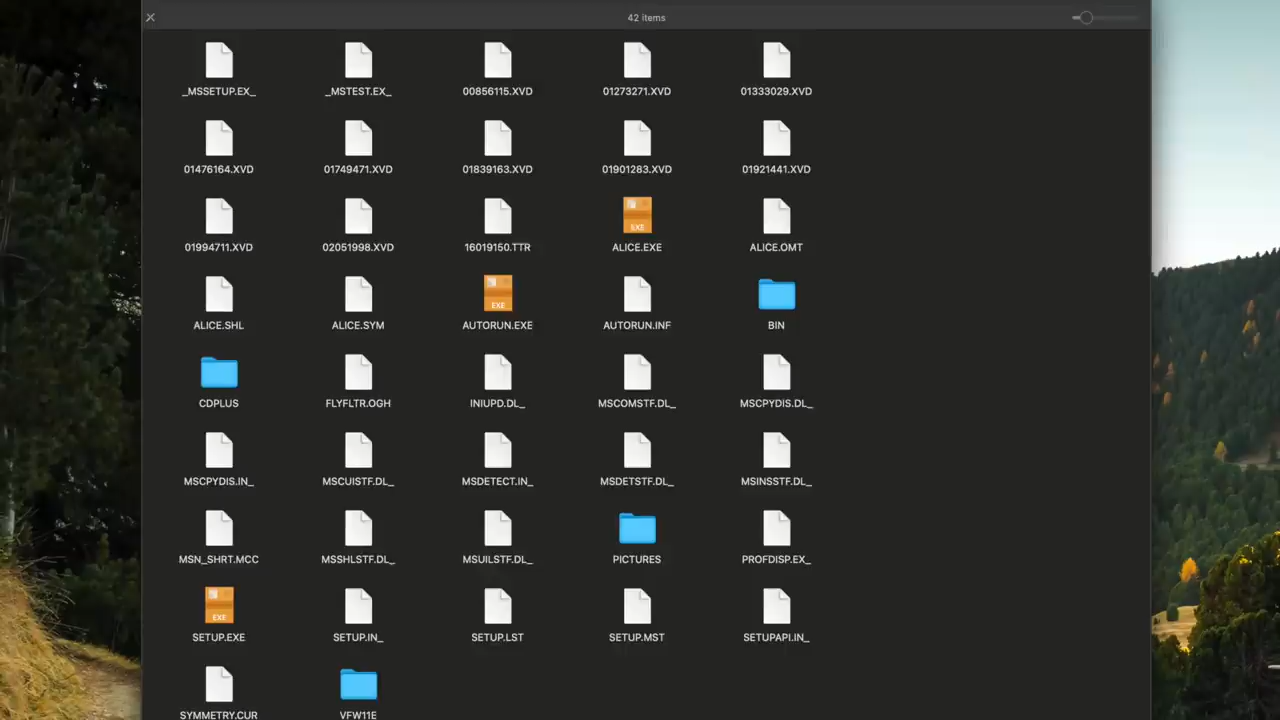 42 items
_MSSETUP.EX_
_MSTEST.EX_
00856115.XVD
01273271.XVD
01333029.XVD
01476164.XVD
01749471.XVD
01839163.XVD
01901283.XVD
01921441.XVD
01994711.XVD
02051998.XVD
16019150.TTR
EXE
ALICE.EXE
ALICE.OMT
ALICE.SHL
ALICE.SYM
EXE
AUTORUN.EXE
AUTORUN.INF
BIN
CDPLUS
FLYFLTR.OGH
INIUPD.DL_
MSCOMSTF.DL_
MSCPYDIS.DL_
MSCPYDIS.IN_
MSCUISTF.DL_
MSDETECT.IN_
MSDETSTF.DL_
MSINSSTF.DL_
MSN_SHRT.MCC
MSSHLSTF.DL_
MSUILSTF.DL_
PICTURES
PROFDISP.EX_
EXE
SETUP.EXE
SETUP.IN_
SETUP.LST
SETUP.MST
SETUPAPI.IN_
SYMMETRY.CUR
VFW11E